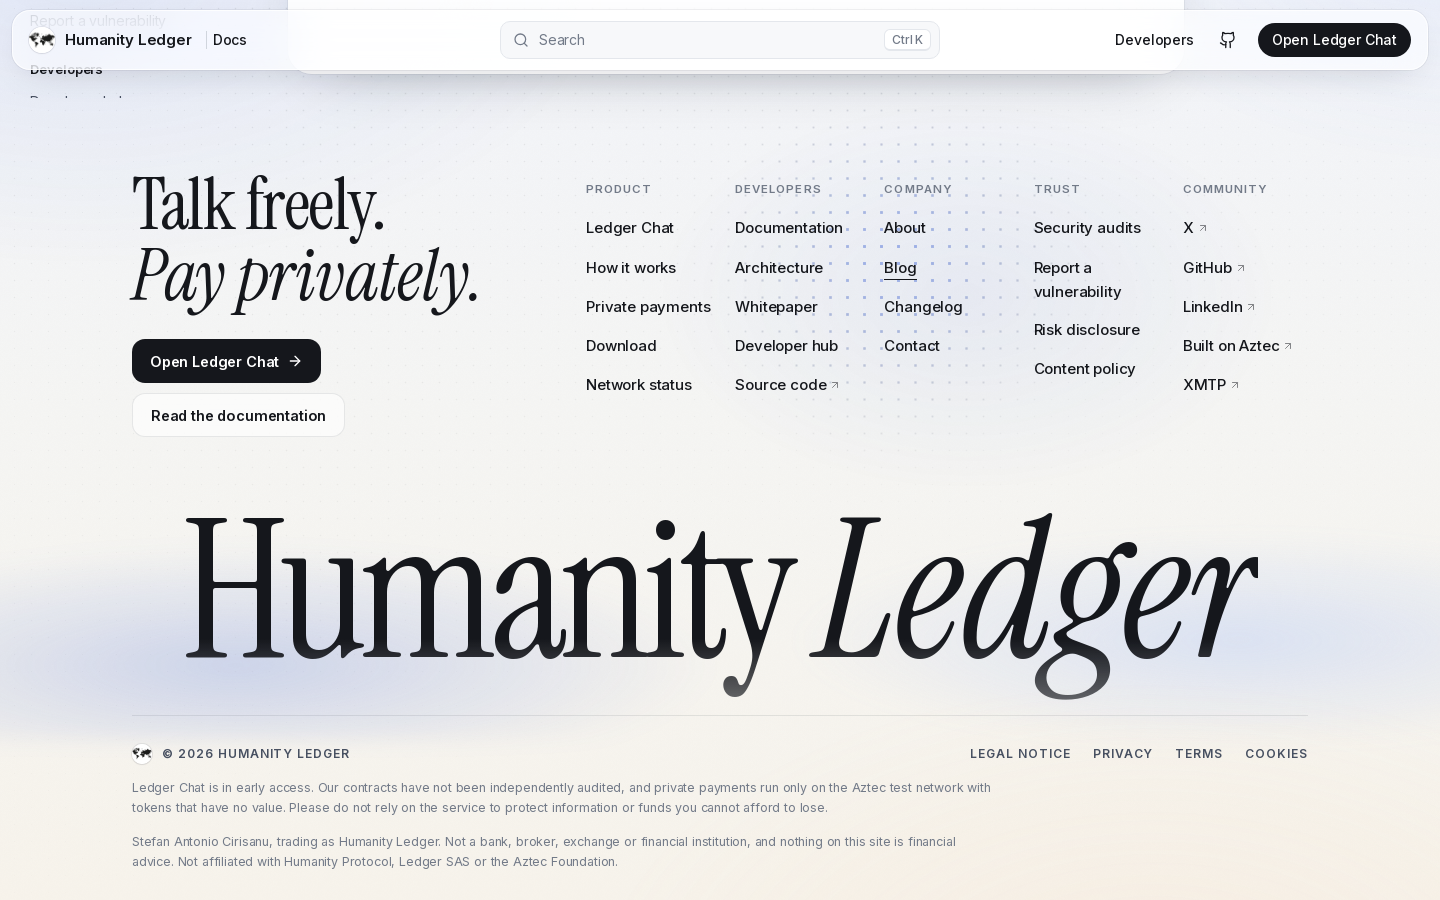 Report a vulnerability
Humanity Ledger
Docs
Search
Ctrl K
Developers
Open Ledger Chat
Developers
Talk freely.
Pay privately.
Open Ledger Chat
Read the documentation
PRODUCT
Ledger Chat
How it works
Private payments
Download
Network status
DEVELOPERS
Documentation
Architecture
Whitepaper
Developer hub
Source code
COMPANY
About
Blog
Changelog
Contact
TRUST
Security audits
Report a
vulnerability
Risk disclosure
Content policy
COMMUNITY
X
GitHub
LinkedIn
Built on Aztec
XMTP
Humanity Ledger
© 2026 HUMANITY LEDGER
LEGAL NOTICE
PRIVACY
TERMS
COOKIES
Ledger Chat is in early access. Our contracts have not been independently audited, and private payments run only on the Aztec test network with
tokens that have no value. Please do not rely on the service to protect information or funds you cannot afford to lose.
Stefan Antonio Cirisanu, trading as Humanity Ledger. Not a bank, broker, exchange or financial institution, and nothing on this site is financial
advice. Not affiliated with Humanity Protocol, Ledger SAS or the Aztec Foundation.